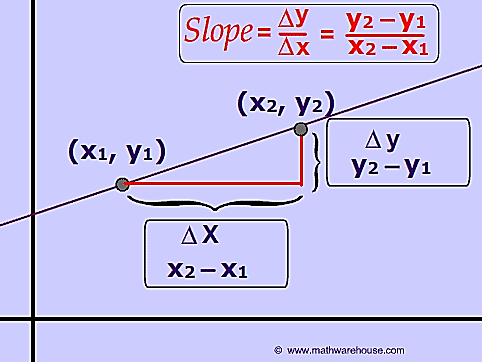 Slope = Δy/Δx = y₂ – y₁/x₂ – x₁
(x₂, y₂)
(x₁, y₁)
Δ y
y₂ – y₁
Δ X
x₂ – x₁
© www.mathwarehouse.com